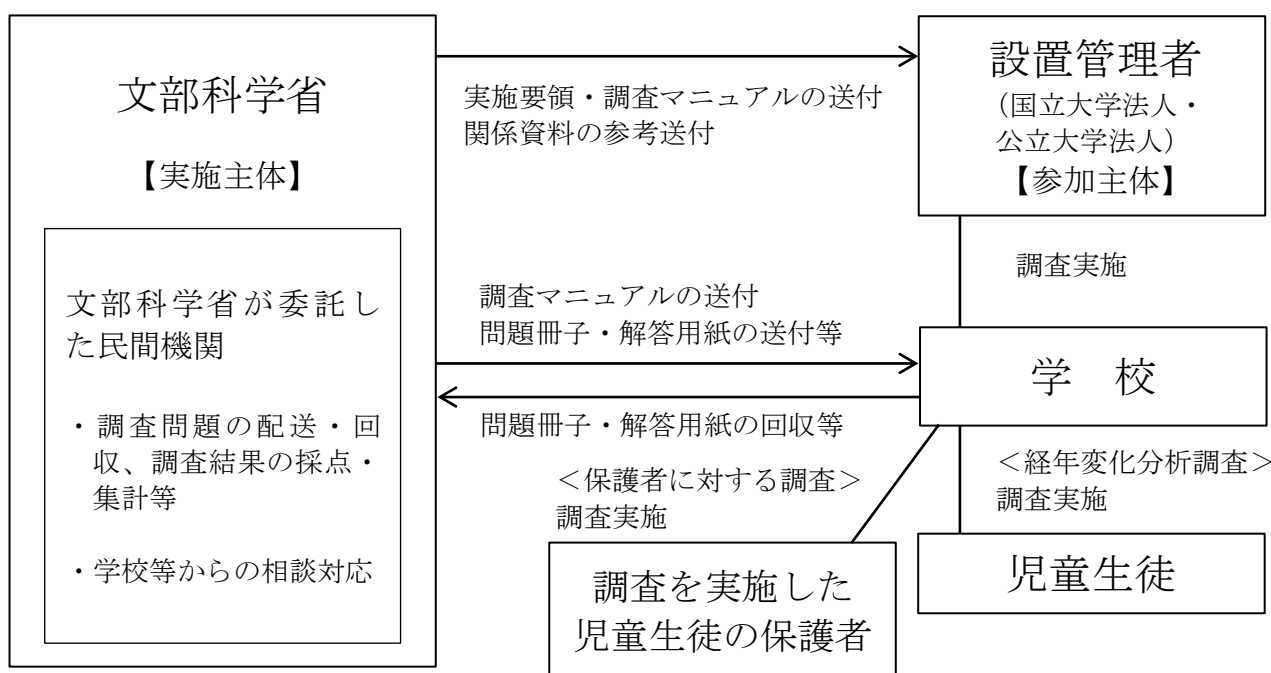 文部科学省
【実施主体】
文部科学省が委託し
た民間機関
・調査問題の配送・回
収、調査結果の採点・
集計等
・学校等からの相談対応
実施要領・調査マニュアルの送付
関係資料の参考送付
設置管理者
(国立大学法人・
公立大学法人)
【参加主体】
調査実施
調査マニュアルの送付
問題冊子・解答用紙の送付等
学 校
問題冊子・解答用紙の回収等
＜保護者に対する調査＞
調査実施
＜経年変化分析調査＞
調査実施
調査を実施した
児童生徒の保護者
児童生徒